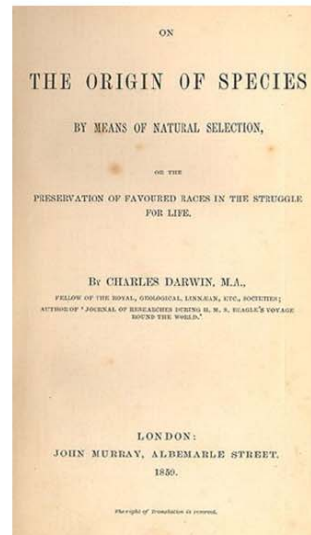 ON
THE ORIGIN OF SPECIES
BY MEANS OF NATURAL SELECTION,
OR THE
PRESERVATION OF FAVOURED RACES IN THE STRUGGLE
FOR LIFE.
BY CHARLES DARWIN, M.A.,
FELLOW OF THE ROYAL, GEOLOGICAL, LINNÆAN, ETC., SOCIETIES;
AUTHOR OF 'JOURNAL OF RESEARCHES DURING H. M. S. BEAGLE'S VOYAGE
ROUND THE WORLD.'
LONDON:
JOHN MURRAY, ALBEMARLE STREET.
1859.
The right of Translation is reserved.